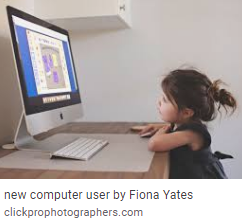 new computer user by Fiona Yates
clickprophotographers.com